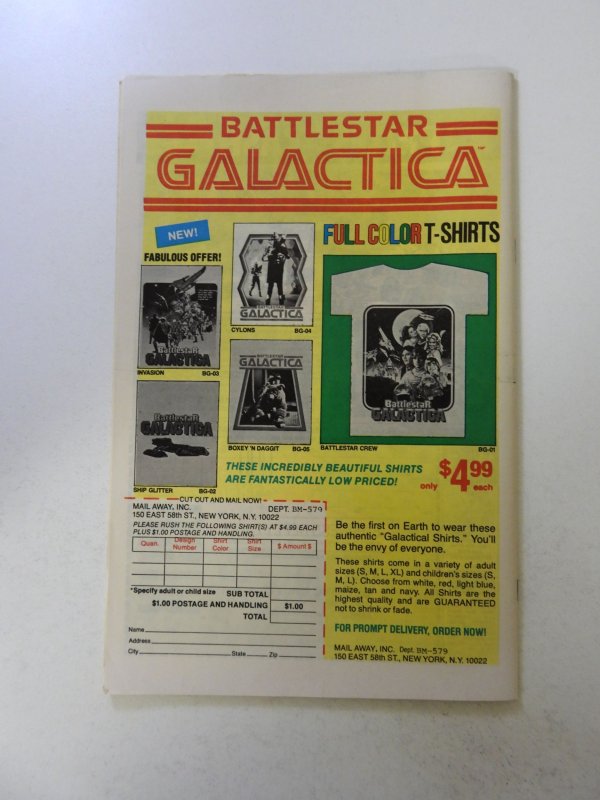 BATTLESTAR
GALACTICA™
NEW!
FABULOUS OFFER!
FULL COLOR T-SHIRTS
Battlestar
GALACTICA
INVASION BG-03
BATTLESTAR
GALACTICA
CYLONS BG-04
Battlestar
GALACTICA
SHIP GLITTER BG-02
BATTLESTAR
GALACTICA
BOXEY 'N DAGGIT BG-05
Battlestar
GALACTICA
BATTLESTAR CREW BG-01
THESE INCREDIBLY BEAUTIFUL SHIRTS
ARE FANTASTICALLY LOW PRICED!
only $4.99 each
CUT OUT AND MAIL NOW!
MAIL AWAY, INC. DEPT. BM-579
150 EAST 58th ST., NEW YORK, N.Y. 10022
PLEASE RUSH THE FOLLOWING SHIRT(S) AT $4.99 EACH
PLUS $1.00 POSTAGE AND HANDLING.
Quan. Design Number Shirt Color Shirt Size $ Amount $
*Specify adult or child size SUB TOTAL
$1.00 POSTAGE AND HANDLING $1.00
TOTAL
Name
Address
City State Zip
Be the first on Earth to wear these
authentic "Galactical Shirts." You'll
be the envy of everyone.
These shirts come in a variety of adult
sizes (S, M, L, XL) and children's sizes (S,
M, L). Choose from white, red, light blue,
maize, tan and navy. All Shirts are the
highest quality and are GUARANTEED
not to shrink or fade.
FOR PROMPT DELIVERY, ORDER NOW!
MAIL AWAY, INC. Dept. BM-579
150 EAST 58th ST., NEW YORK, N.Y. 10022